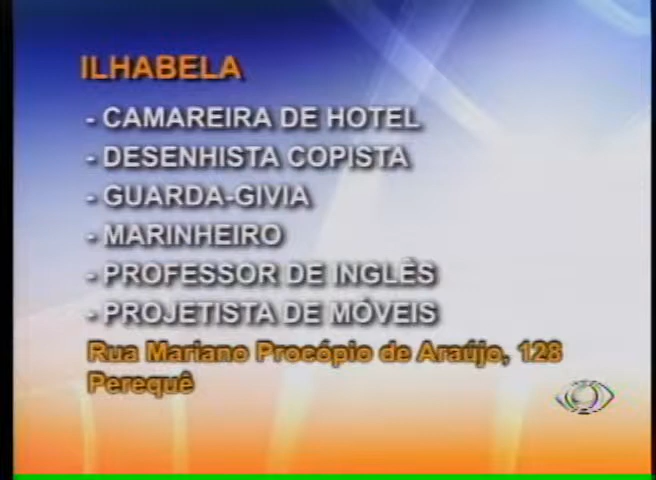 ILHABELA
- CAMAREIRA DE HOTEL
- DESENHISTA COPISTA
- GUARDA-GIVIA
- MARINHEIRO
- PROFESSOR DE INGLÊS
- PROJETISTA DE MÓVEIS
Rua Mariano Procópio de Araújo, 128
Perequê